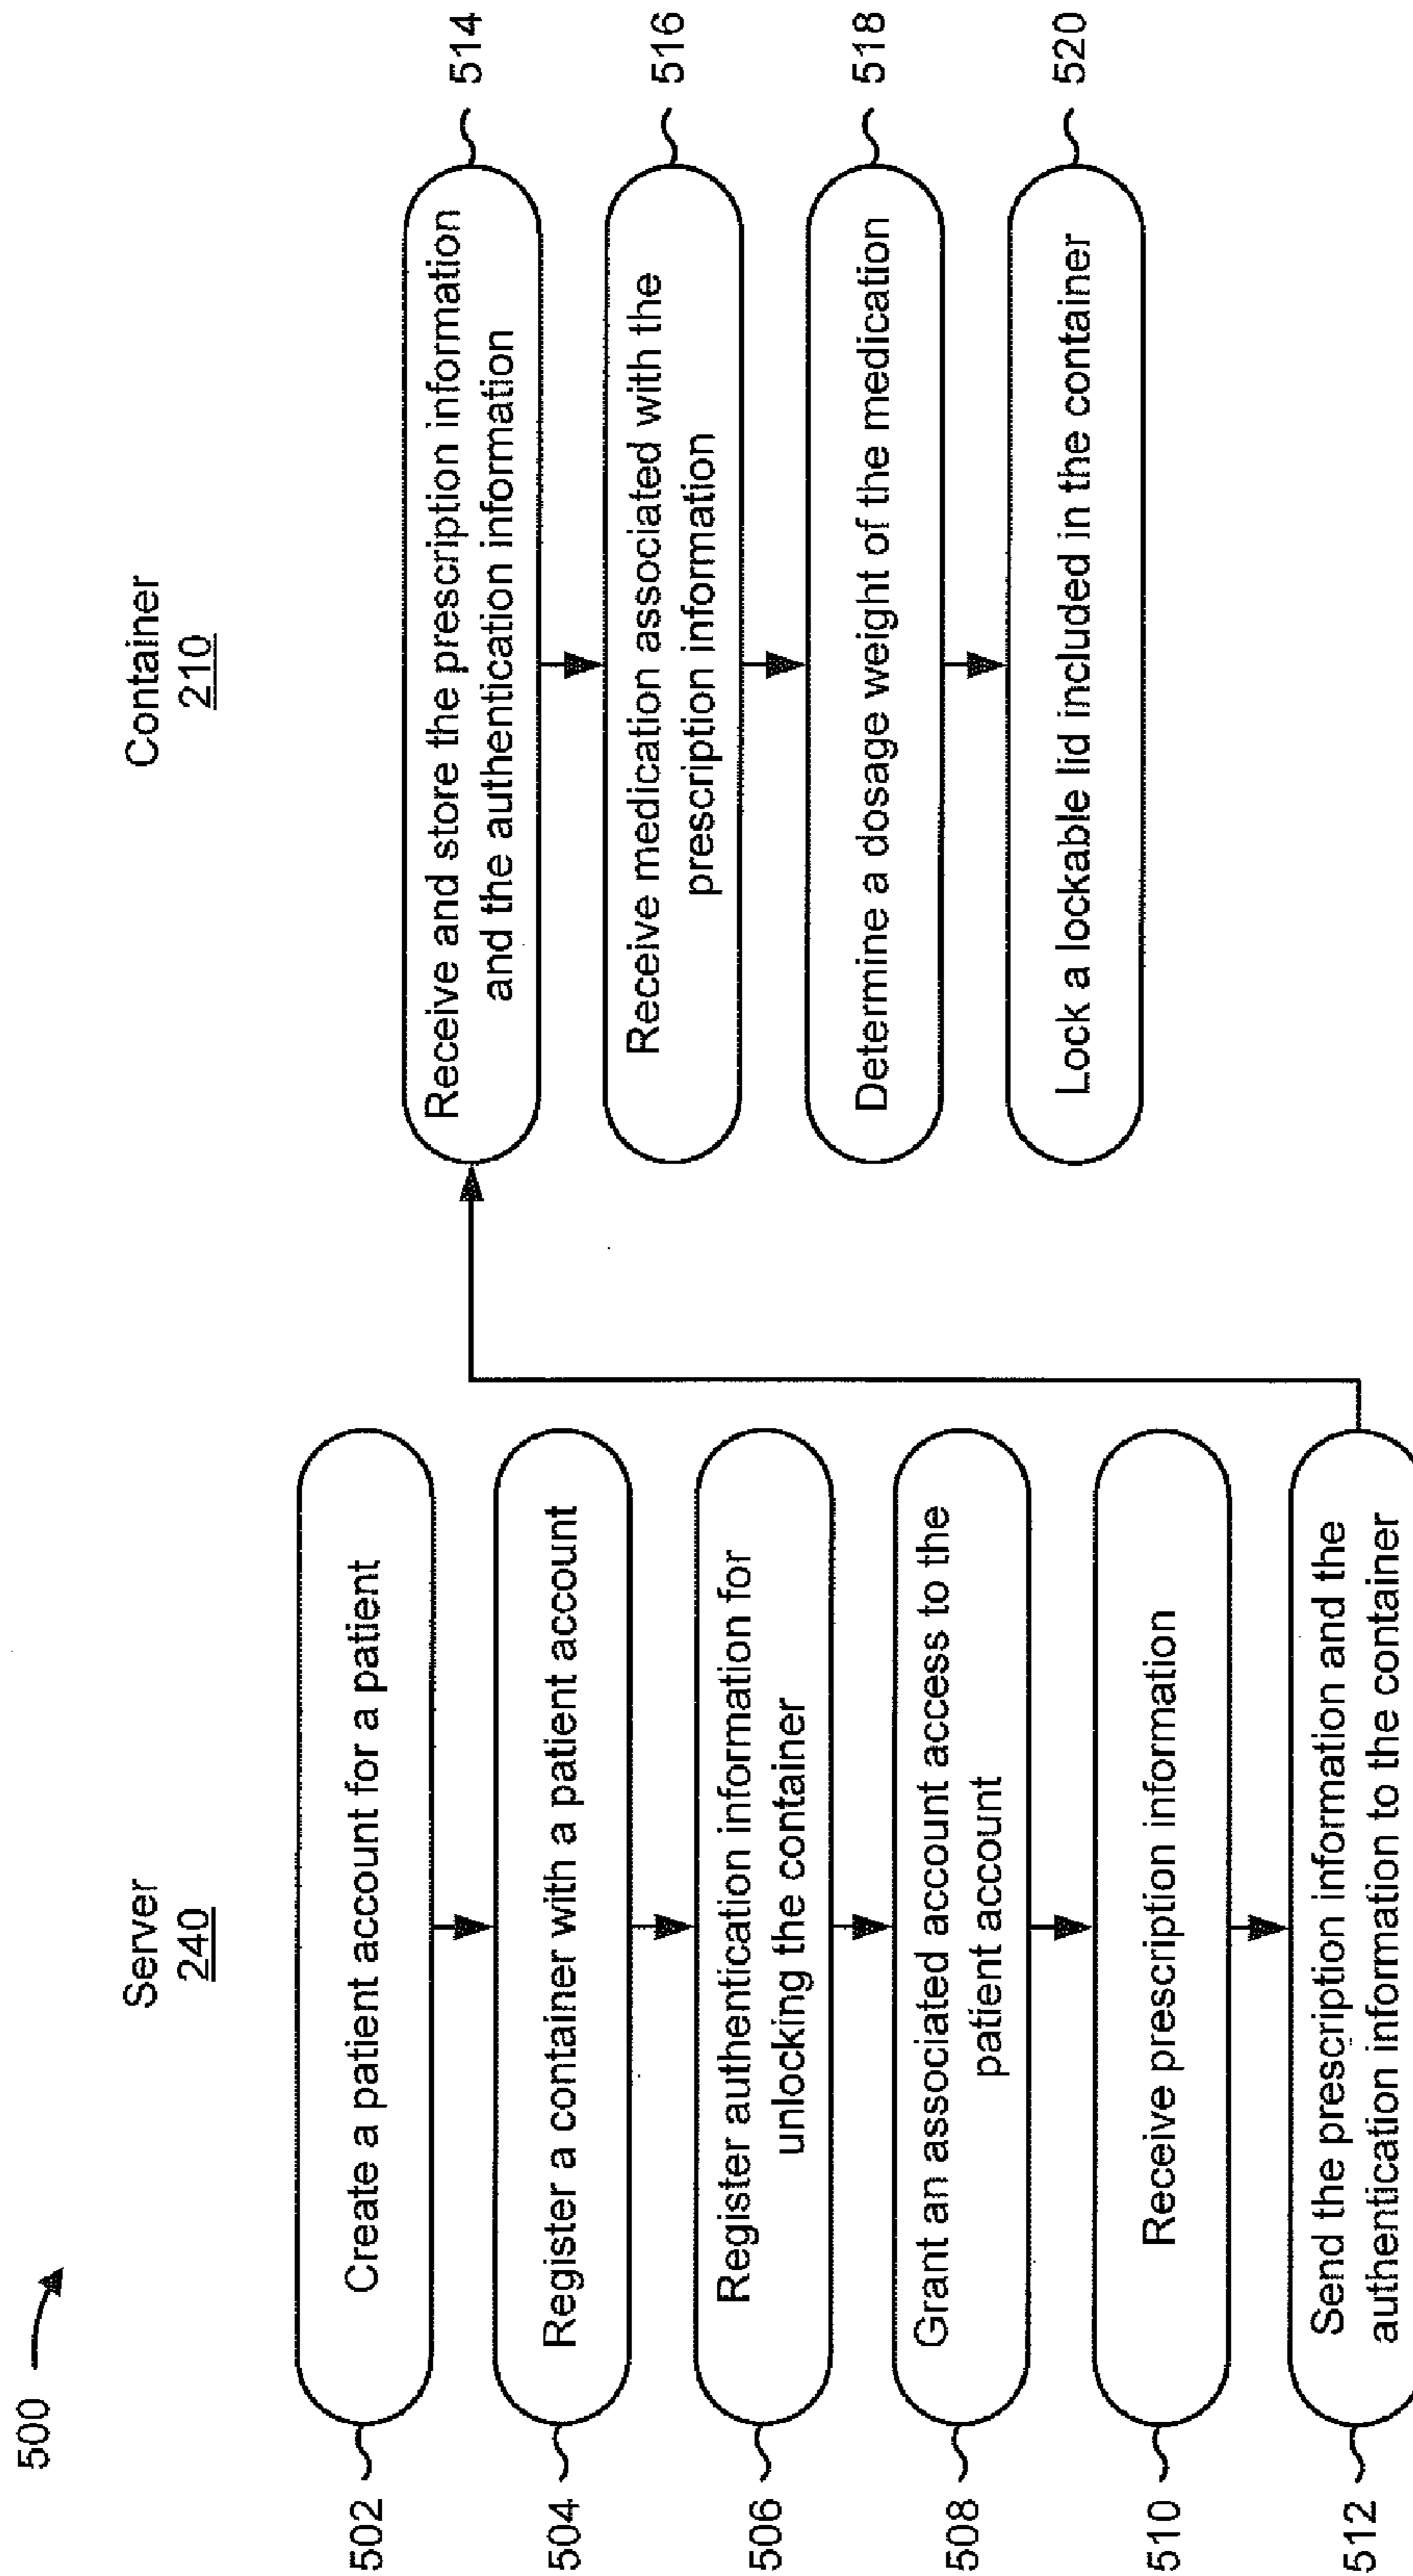 500
Server
240
502
Create a patient account for a patient
504
Register a container with a patient account
506
Register authentication information for
unlocking the container
508
Grant an associated account access to the
patient account
510
Receive prescription information
512
Send the prescription information and the
authentication information to the container
Container
210
Receive and store the prescription information
and the authentication information
514
Receive medication associated with the
prescription information
516
Determine a dosage weight of the medication
518
Lock a lockable lid included in the container
520